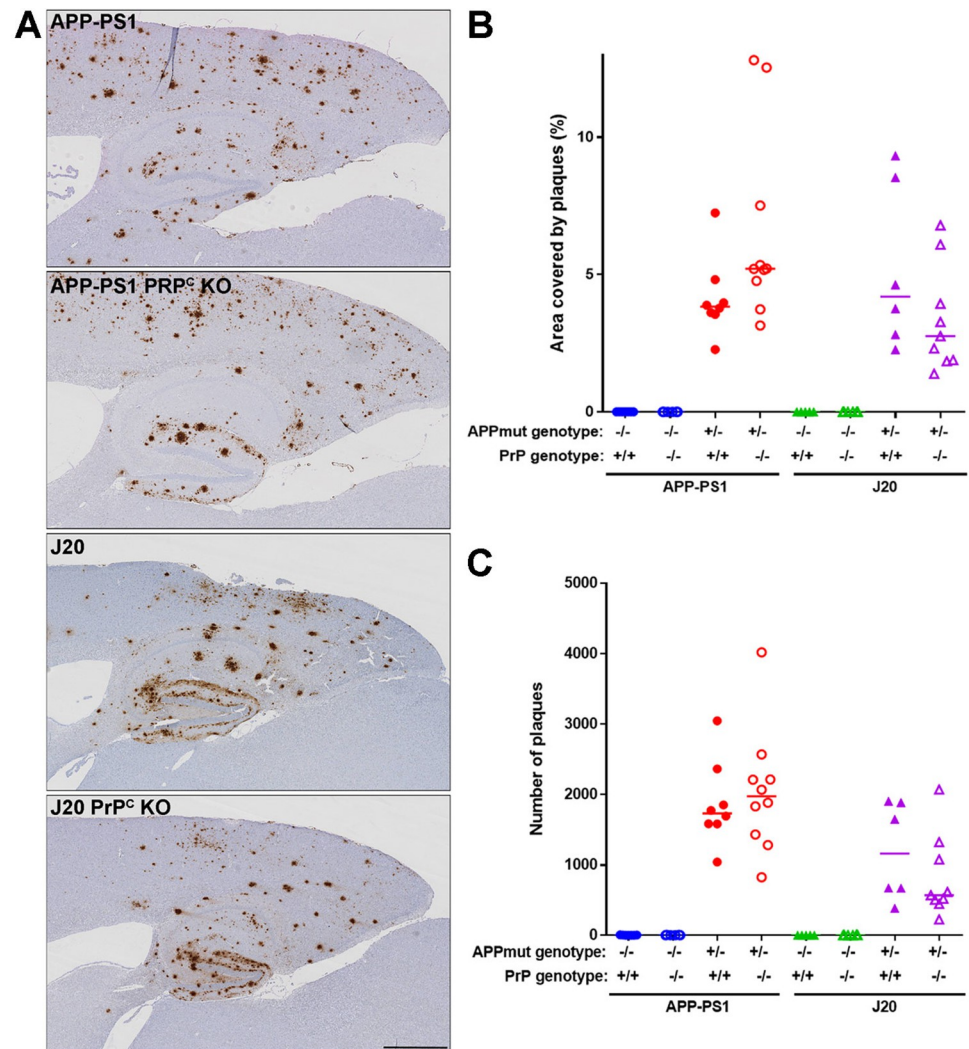 A
APP-PS1
APP-PS1 PRPᶜ KO
J20
J20 PrPᶜ KO
B
Area covered by plaques (%)
10
5
0
APPmut genotype: -/- -/- +/- +/- -/- -/- +/- +/-
PrP genotype: +/+ -/- +/+ -/- +/+ -/- +/+ -/-
APP-PS1 J20
C
Number of plaques
5000
4000
3000
2000
1000
0
APPmut genotype: -/- -/- +/- +/- -/- -/- +/- +/-
PrP genotype: +/+ -/- +/+ -/- +/+ -/- +/+ -/-
APP-PS1 J20